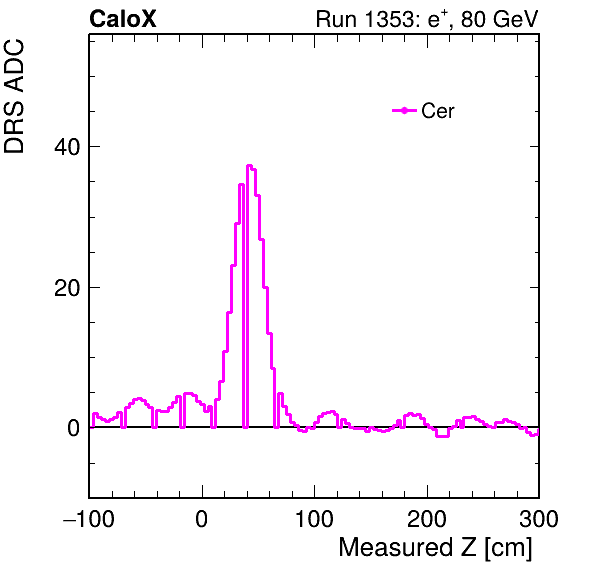 CaloX Run 1353: e⁺, 80 GeV
DRS ADC
Cer
40
20
0
−100 0 100 200 300
Measured Z [cm]